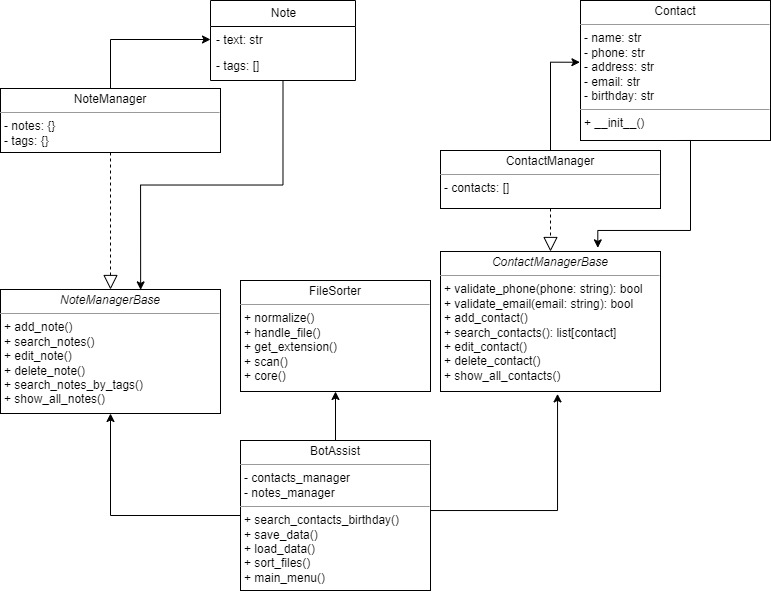 Note
- text: str
- tags: []
Contact
- name: str
- phone: str
- address: str
- email: str
- birthday: str
+ __init__()
NoteManager
- notes: {}
- tags: {}
ContactManager
- contacts: []
NoteManagerBase
+ add_note()
+ search_notes()
+ edit_note()
+ delete_note()
+ search_notes_by_tags()
+ show_all_notes()
FileSorter
+ normalize()
+ handle_file()
+ get_extension()
+ scan()
+ core()
ContactManagerBase
+ validate_phone(phone: string): bool
+ validate_email(email: string): bool
+ add_contact()
+ search_contacts(): list[contact]
+ edit_contact()
+ delete_contact()
+ show_all_contacts()
BotAssist
- contacts_manager
- notes_manager
+ search_contacts_birthday()
+ save_data()
+ load_data()
+ sort_files()
+ main_menu()